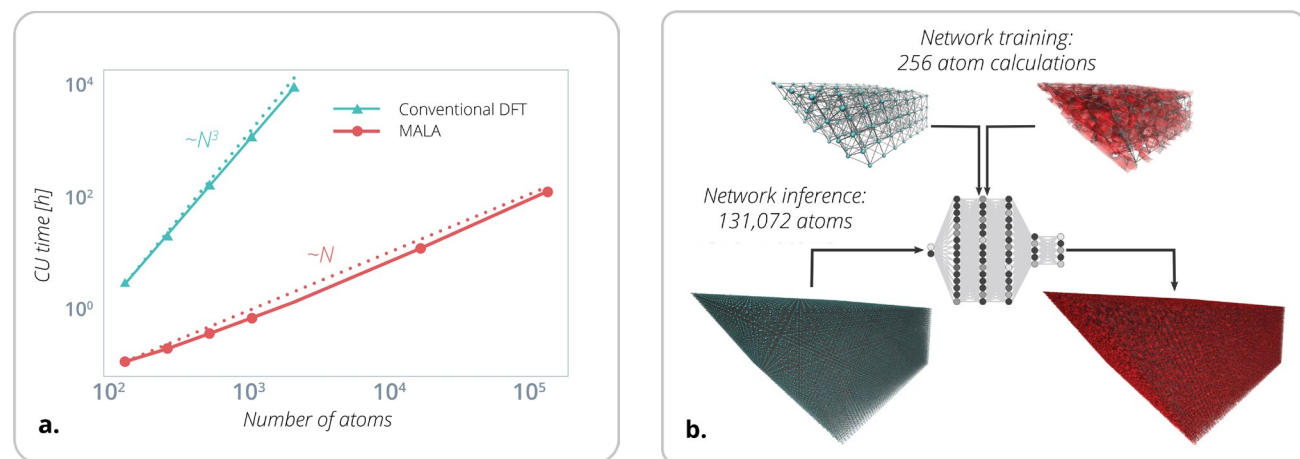 10⁴
10²
10⁰
CU time [h]
~N³
~N
Conventional DFT
MALA
10²
10³
10⁴
10⁵
Number of atoms
a.
Network training:
256 atom calculations
Network inference:
131,072 atoms
b.